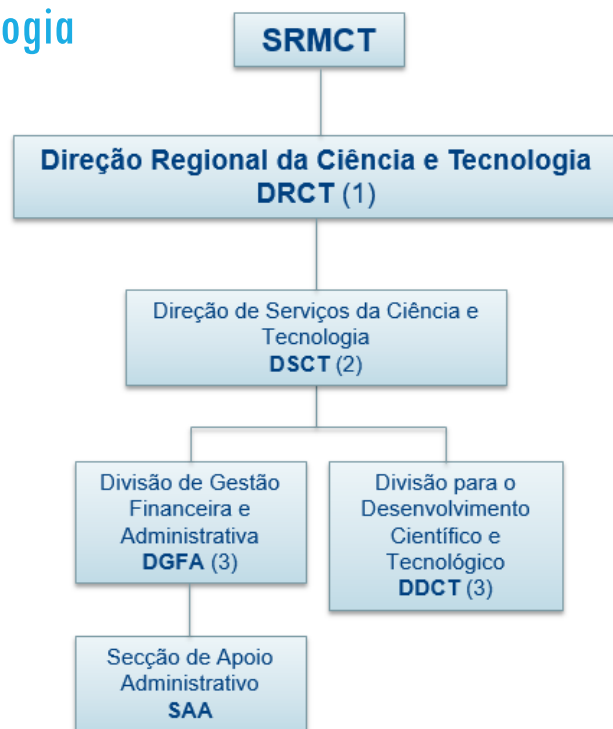 ogia
SRMCT
Direção Regional da Ciência e Tecnologia
DRCT (1)
Direção de Serviços da Ciência e
Tecnologia
DSCT (2)
Divisão de Gestão
Financeira e
Administrativa
DGFA (3)
Divisão para o
Desenvolvimento
Científico e
Tecnológico
DDCT (3)
Secção de Apoio
Administrativo
SAA